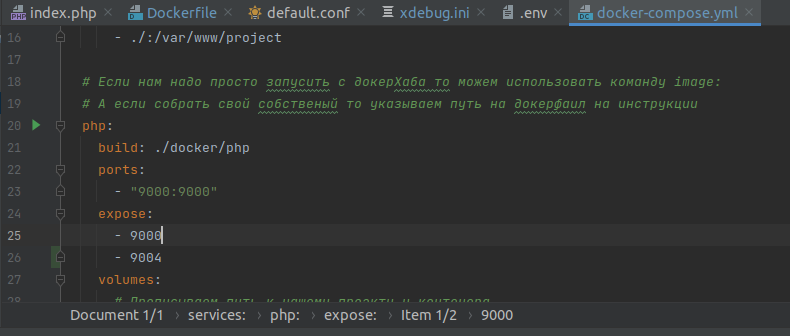 index.php × Dockerfile × default.conf × xdebug.ini × .env × docker-compose.yml ×
16 - ./:/var/www/project
17
18 # Если нам надо просто запусить с докерХаба то можем использовать команду image:
19 # А если собрать свой собственый то указываем путь на докерфаил на инструкции
20 php:
21 build: ./docker/php
22 ports:
23 - "9000:9000"
24 expose:
25 - 9000
26 - 9004
27 volumes:
28
Document 1/1 › services: › php: › expose: › Item 1/2 › 9000